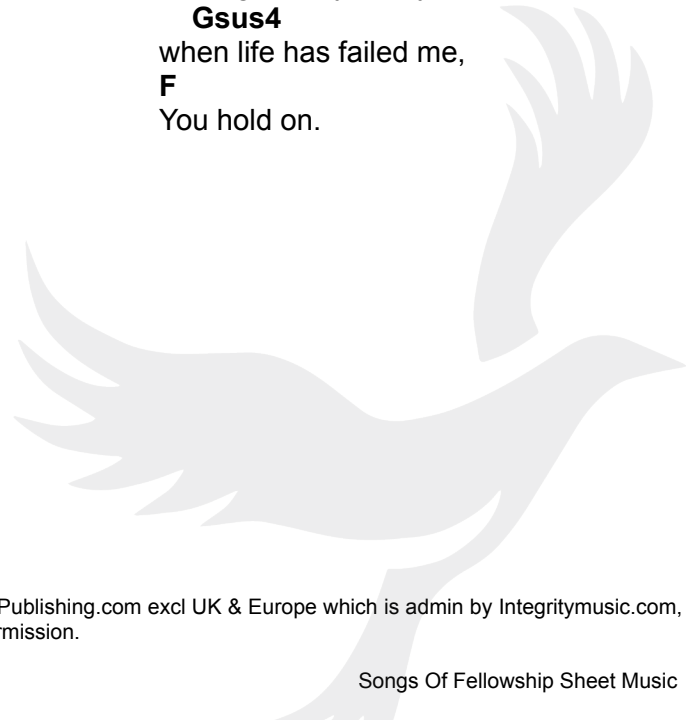 Gsus4
when life has failed me,
F
You hold on.
Publishing.com excl UK & Europe which is admin by Integritymusic.com,
rmission.
Songs Of Fellowship Sheet Music